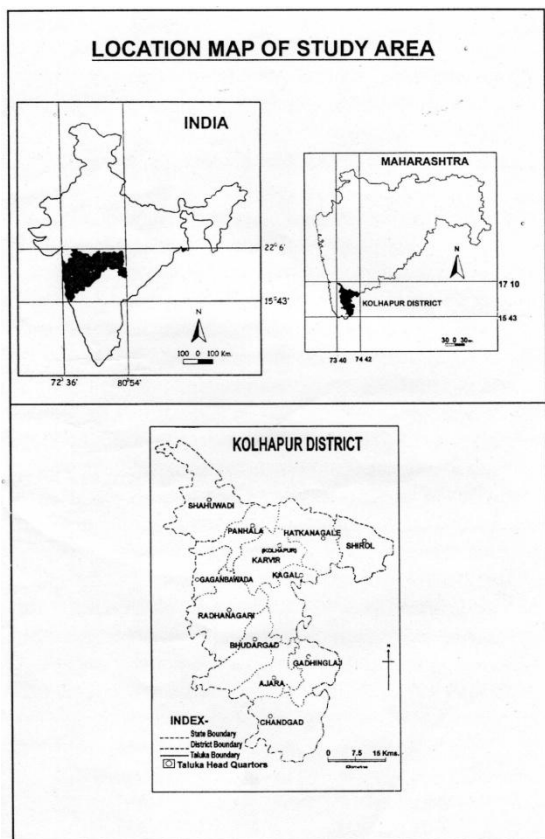 LOCATION MAP OF STUDY AREA
INDIA
22° 6'
15°43'
N
100 0 100 Km.
72° 36'
80°54'
MAHARASHTRA
N
17 10
KOLHAPUR DISTRICT
15 43
73 40 74 42
30 0 30
KOLHAPUR DISTRICT
SHAHUWADI
PANHALA
HATKANAGALE
SHIROL
(KOLHAPUR)
KARVIR
GAGANBAWADA
KAGAL
RADHANAGARI
BHUDARGAD
GADHINGLAJ
AJARA
CHANDGAD
INDEX-
State Boundary
District Boundary
Taluka Boundary
Taluka Head Quartors
0 7.5 15 Kms.